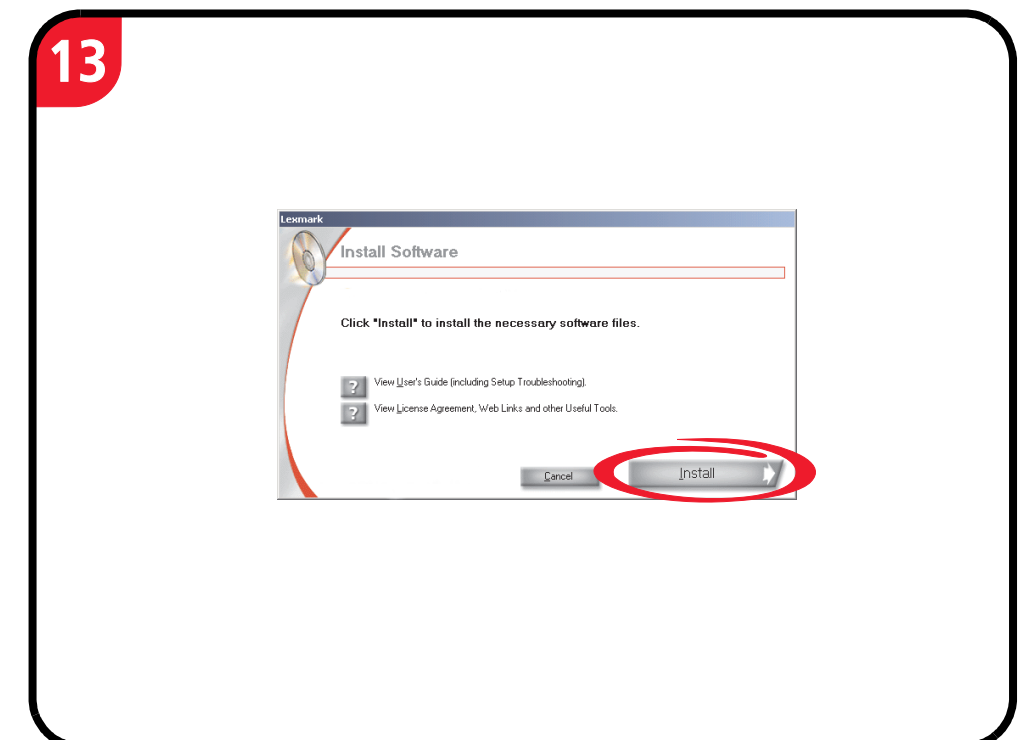 13
Lexmark
Install Software
Click "Install" to install the necessary software files.
? View User's Guide (including Setup Troubleshooting).
? View License Agreement, Web Links and other Useful Tools.
Cancel Install